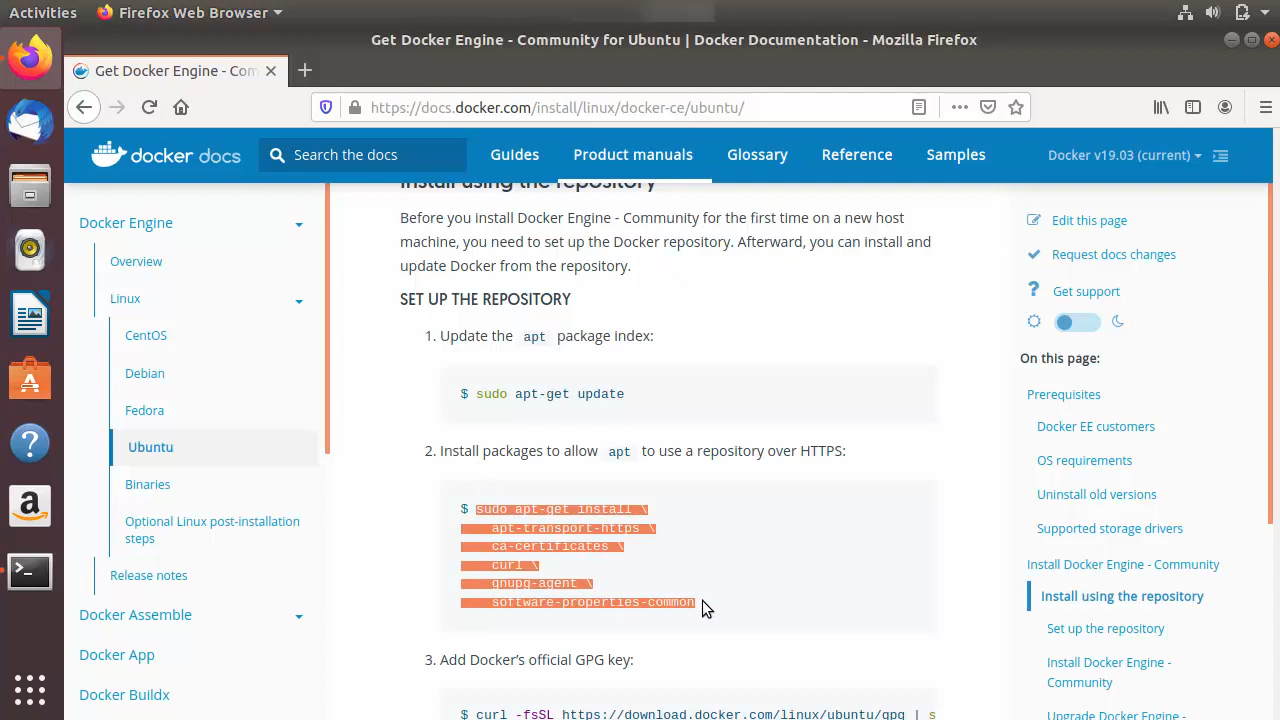 Activities
Firefox Web Browser
Get Docker Engine - Community for Ubuntu | Docker Documentation - Mozilla Firefox
Get Docker Engine - Com
https://docs.docker.com/install/linux/docker-ce/ubuntu/
docker docs
Search the docs
Guides
Product manuals
Glossary
Reference
Samples
Docker v19.03 (current)
Docker Engine
Overview
Linux
CentOS
Debian
Fedora
Ubuntu
Binaries
Optional Linux post-installation
steps
Release notes
Docker Assemble
Docker App
Docker Buildx
Install using the repository
Before you install Docker Engine - Community for the first time on a new host
machine, you need to set up the Docker repository. Afterward, you can install and
update Docker from the repository.
SET UP THE REPOSITORY
1. Update the apt package index:
$ sudo apt-get update
2. Install packages to allow apt to use a repository over HTTPS:
$ sudo apt-get install \
apt-transport-https \
ca-certificates \
curl \
gnupg-agent \
software-properties-common
3. Add Docker’s official GPG key:
$ curl -fsSL https://download.docker.com/linux/ubuntu/gpg | s
Edit this page
Request docs changes
Get support
On this page:
Prerequisites
Docker EE customers
OS requirements
Uninstall old versions
Supported storage drivers
Install Docker Engine - Community
Install using the repository
Set up the repository
Install Docker Engine -
Community
Upgrade Docker Engine -